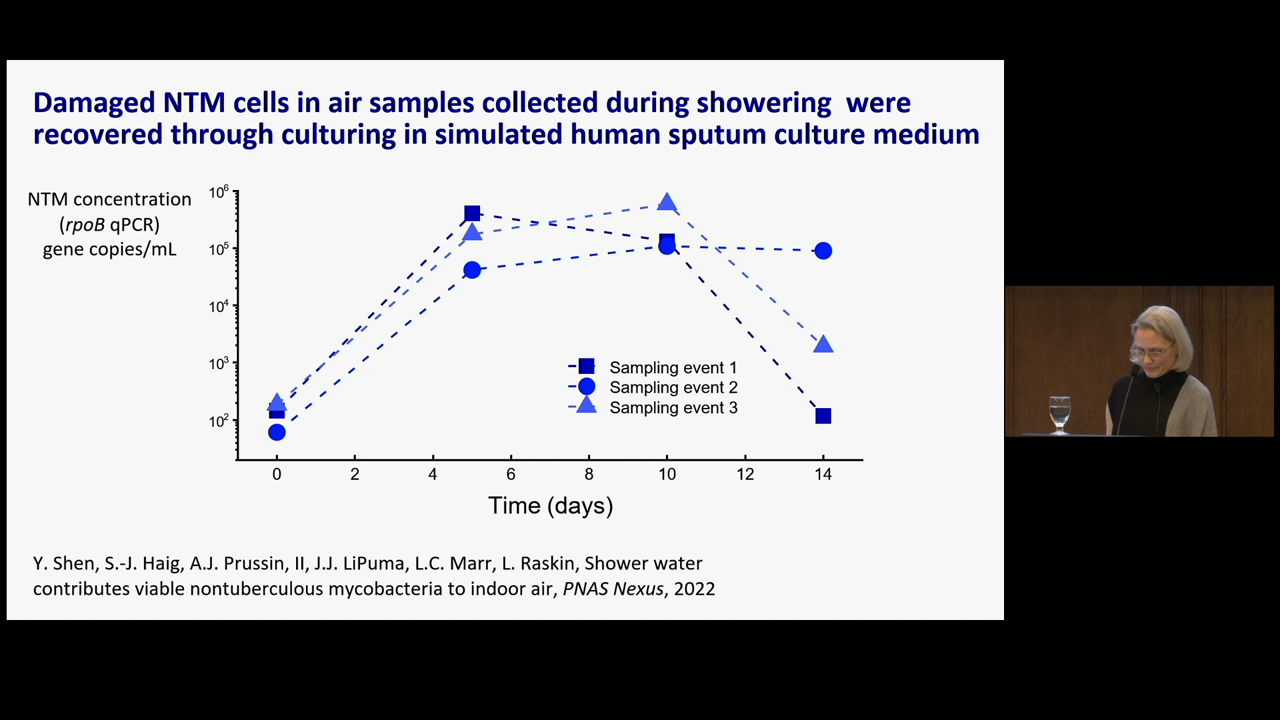 Damaged NTM cells in air samples collected during showering were
recovered through culturing in simulated human sputum culture medium
NTM concentration
(rpoB qPCR)
gene copies/mL
10⁶
10⁵
10⁴
10³
10²
Sampling event 1
Sampling event 2
Sampling event 3
0 2 4 6 8 10 12 14
Time (days)
Y. Shen, S.-J. Haig, A.J. Prussin, II, J.J. LiPuma, L.C. Marr, L. Raskin, Shower water
contributes viable nontuberculous mycobacteria to indoor air, PNAS Nexus, 2022